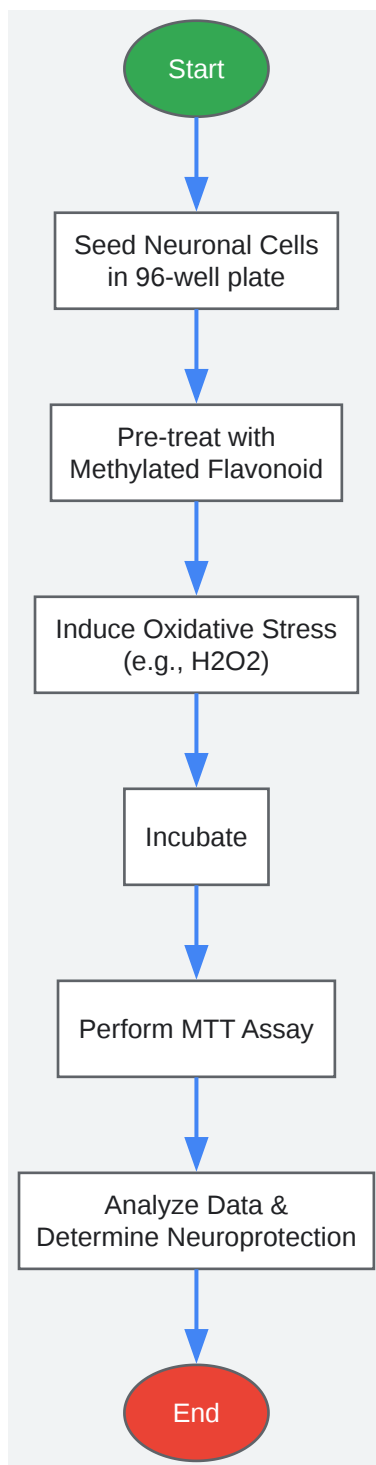 Start
Seed Neuronal Cells
in 96-well plate
Pre-treat with
Methylated Flavonoid
Induce Oxidative Stress
(e.g., H2O2)
Incubate
Perform MTT Assay
Analyze Data &
Determine Neuroprotection
End